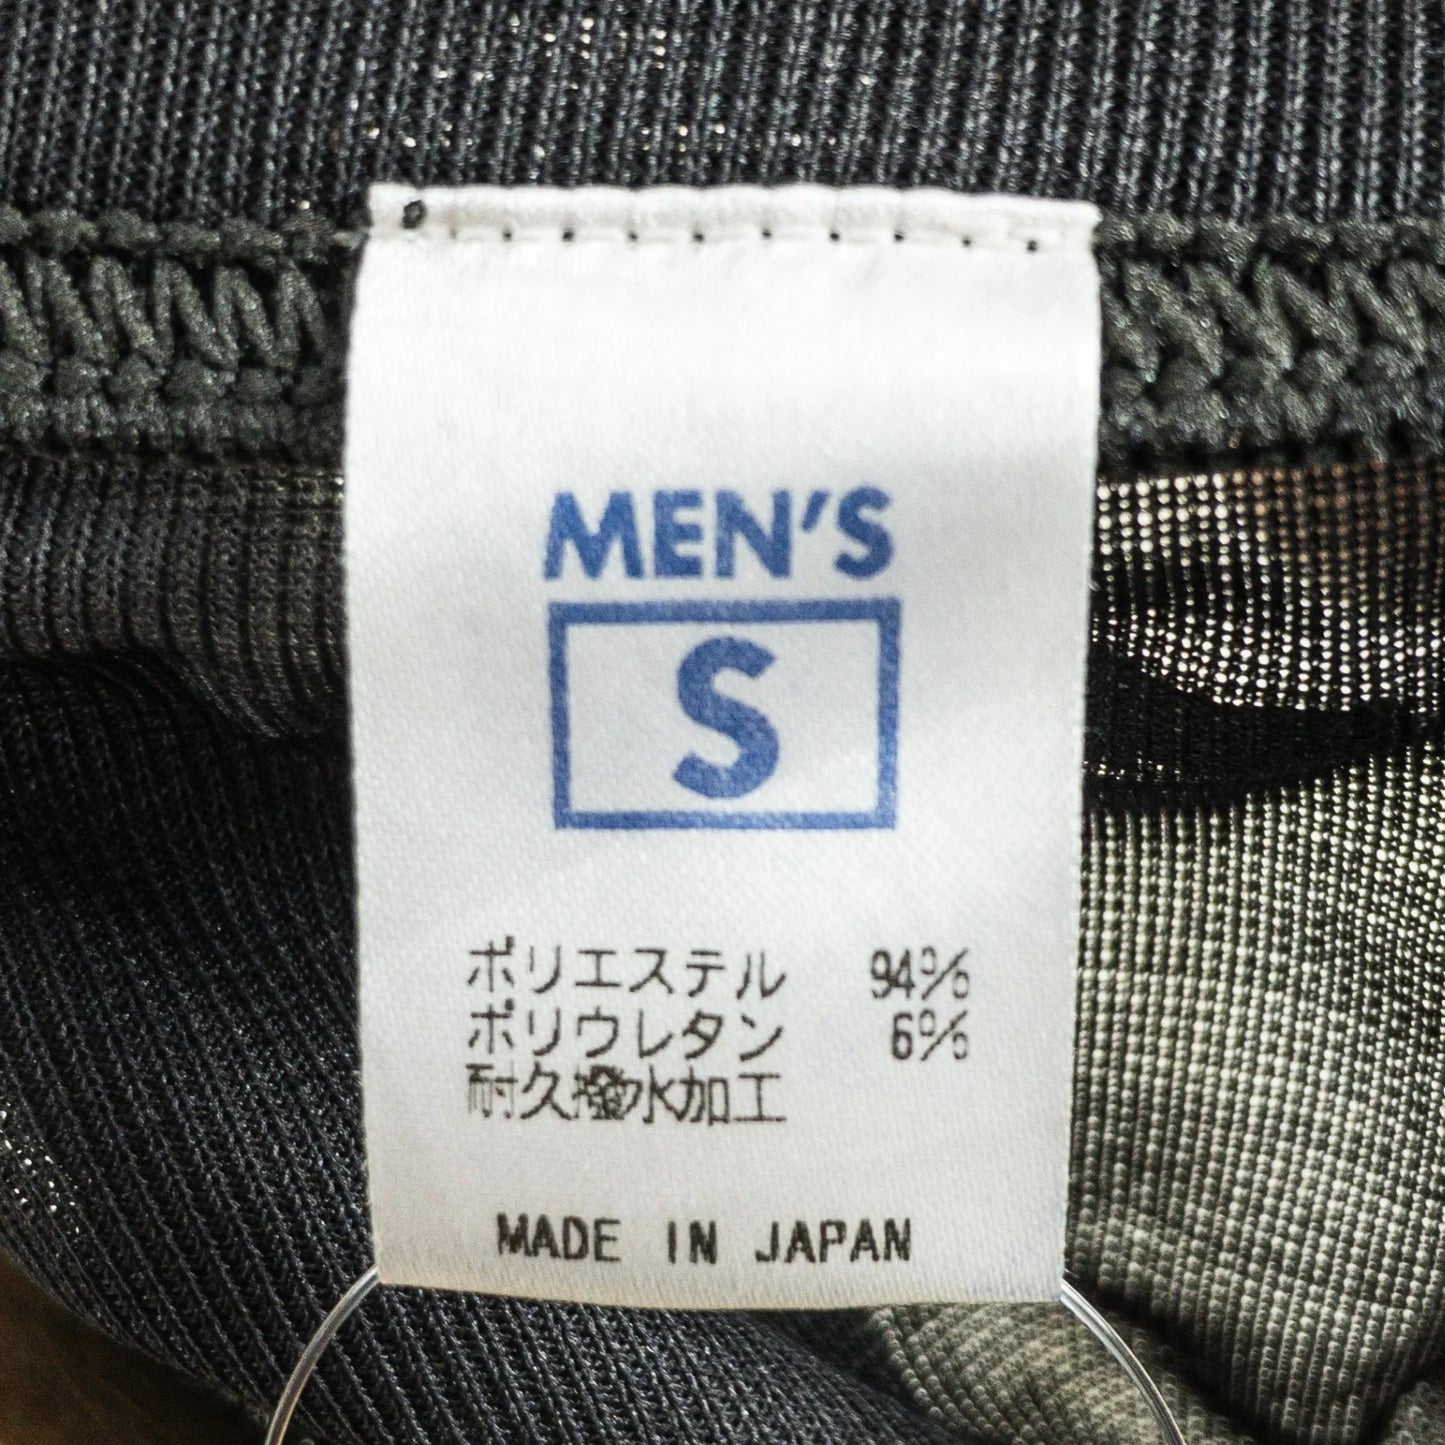 MEN'S
S
ポリエステル 94%
ポリウレタン 6%
耐久撥水加工
MADE IN JAPAN